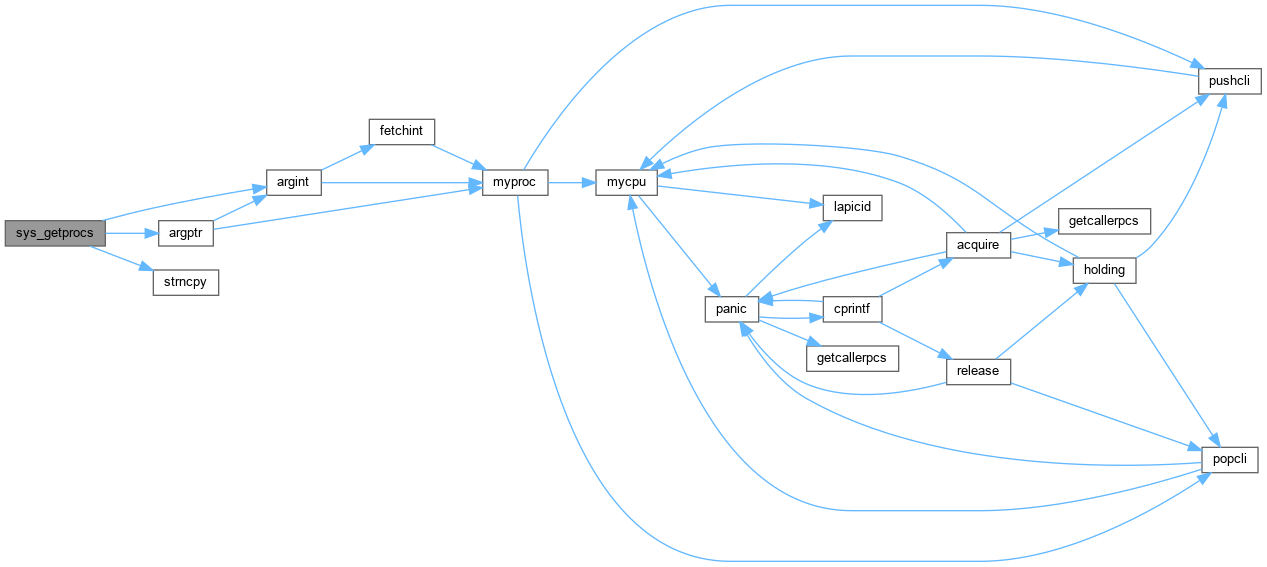 sys_getprocs
argint
argptr
strncpy
fetchint
myproc
mycpu
lapicid
panic
cprintf
getcallerpcs
acquire
release
getcallerpcs
holding
pushcli
popcli